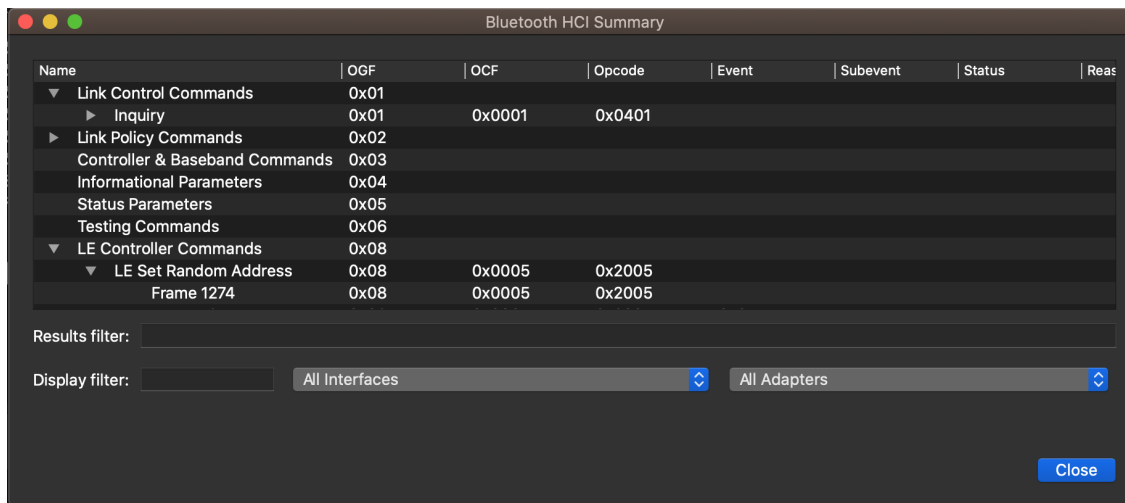 Bluetooth HCI Summary
Name OGF OCF Opcode Event Subevent Status Reas
Link Control Commands 0x01
Inquiry 0x01 0x0001 0x0401
Link Policy Commands 0x02
Controller & Baseband Commands 0x03
Informational Parameters 0x04
Status Parameters 0x05
Testing Commands 0x06
LE Controller Commands 0x08
LE Set Random Address 0x08 0x0005 0x2005
Frame 1274 0x08 0x0005 0x2005
Results filter:
Display filter: All Interfaces All Adapters
Close